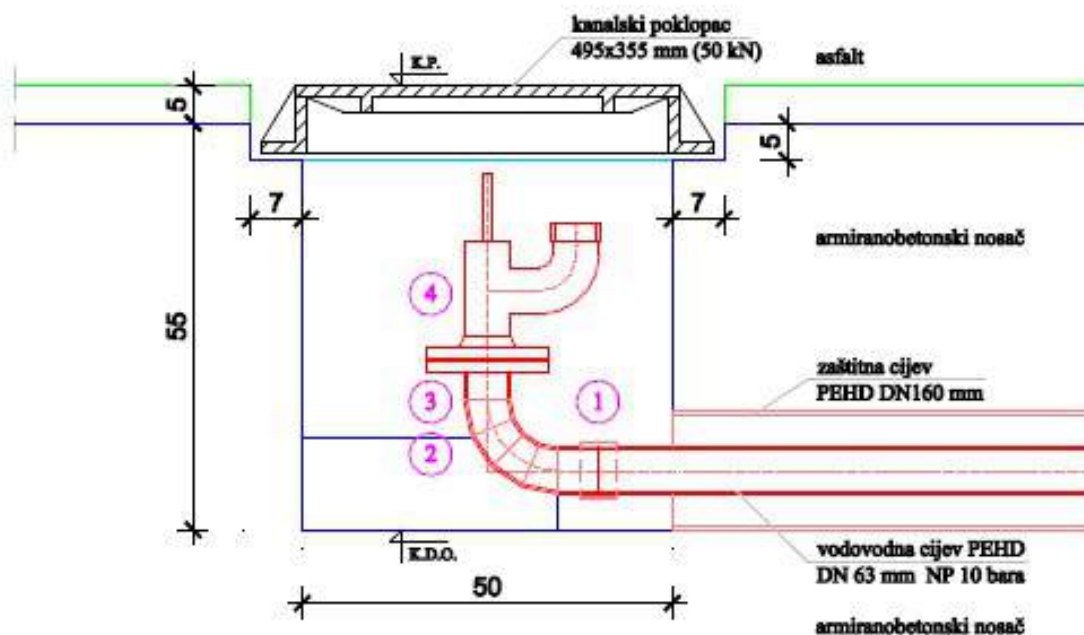 kanalski poklopac
495x355 mm (50 kN)
K.P.
asfalt
5
5
7
7
armiranobetonski nosač
4
55
zaštitna cijev
PEHD DN160 mm
3
1
2
K.D.O.
vodovodna cijev PEHD
DN 63 mm NP 10 bara
50
armiranobetonski nosač